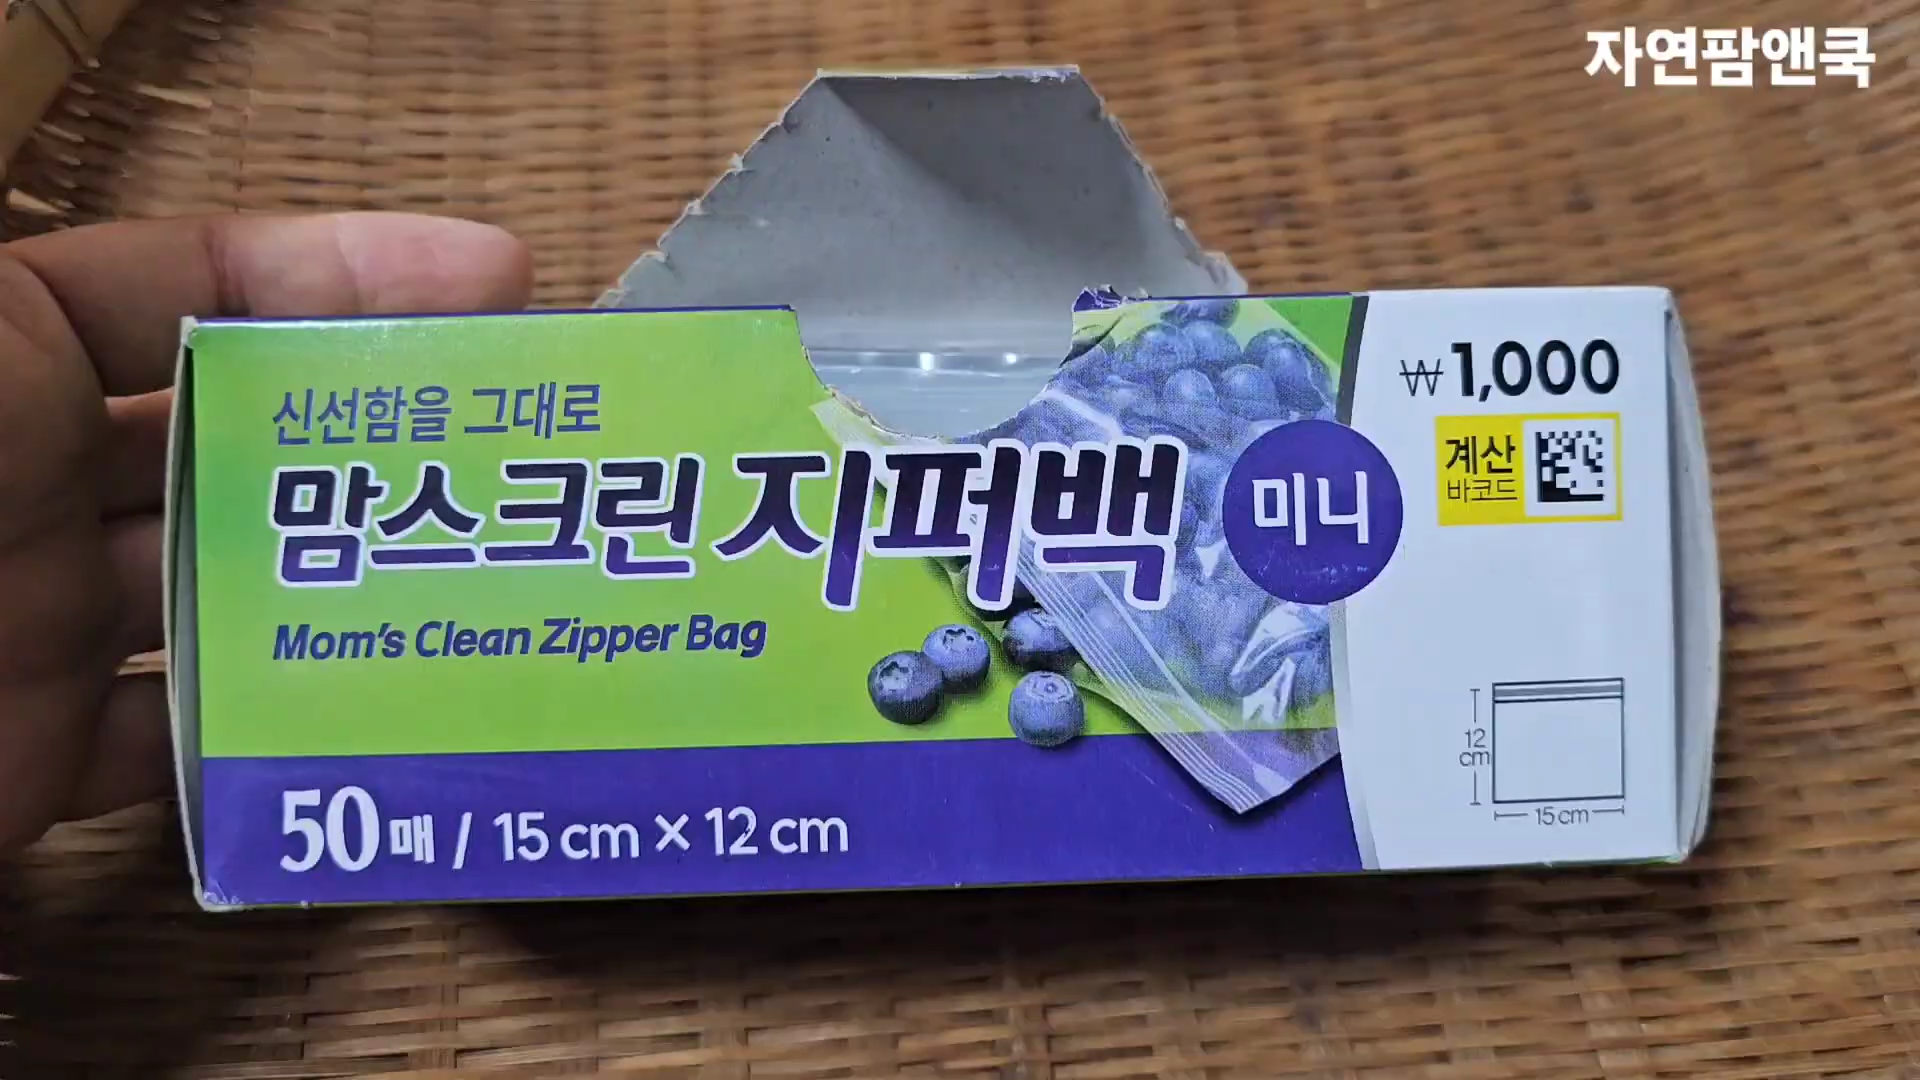 자연팜앤쿡
신선함을 그대로
맘스크린 지퍼백 미니
Mom's Clean Zipper Bag
50매 / 15 cm × 12 cm
₩1,000
계산
바코드
12
cm
15 cm